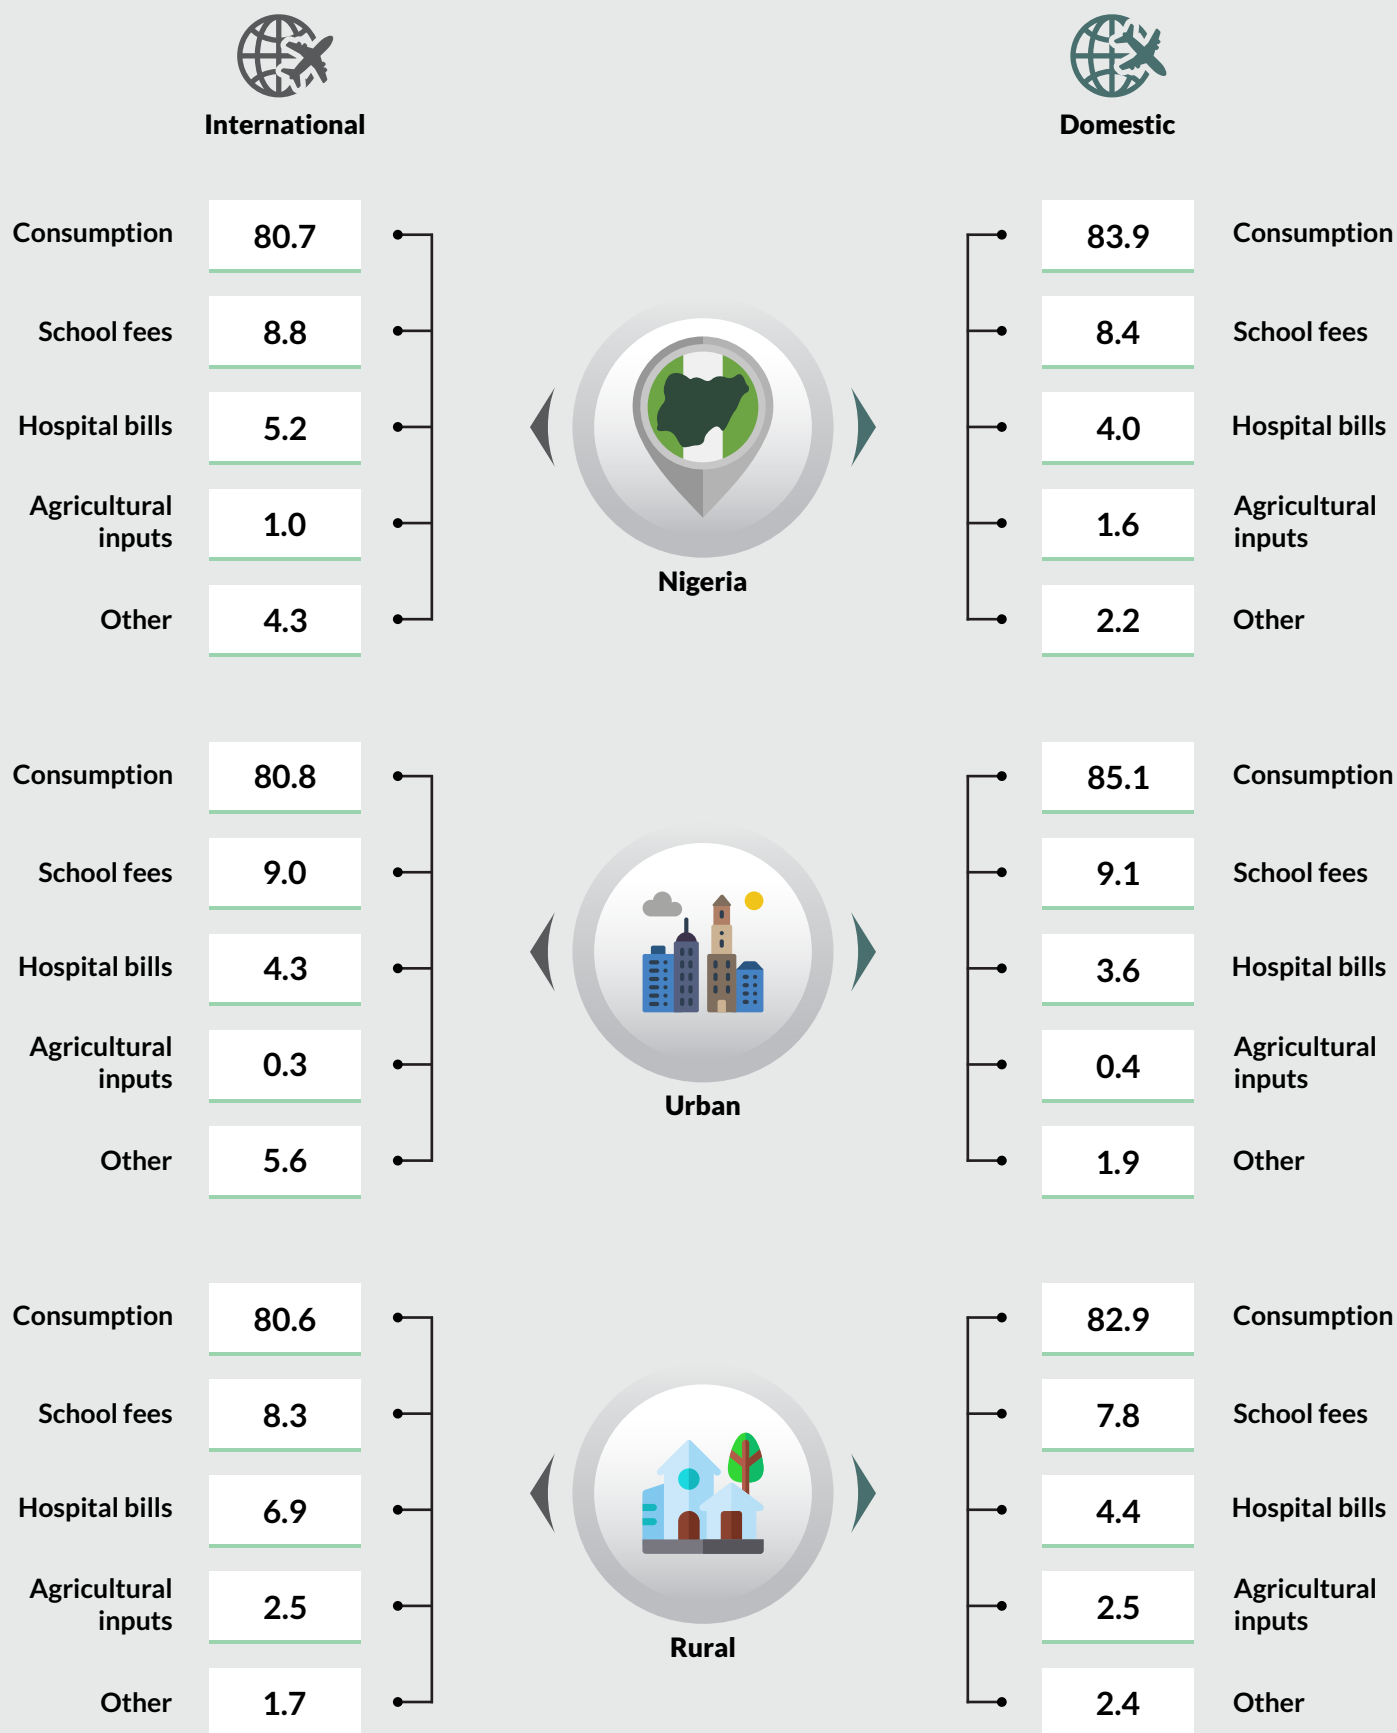 International
Domestic
Consumption 80.7
83.9 Consumption
School fees 8.8
8.4 School fees
Hospital bills 5.2
4.0 Hospital bills
Agricultural
inputs 1.0
1.6 Agricultural
inputs
Other 4.3
2.2 Other
Nigeria
Consumption 80.8
85.1 Consumption
School fees 9.0
9.1 School fees
Hospital bills 4.3
3.6 Hospital bills
Agricultural
inputs 0.3
0.4 Agricultural
inputs
Other 5.6
1.9 Other
Urban
Consumption 80.6
82.9 Consumption
School fees 8.3
7.8 School fees
Hospital bills 6.9
4.4 Hospital bills
Agricultural
inputs 2.5
2.5 Agricultural
inputs
Other 1.7
2.4 Other
Rural